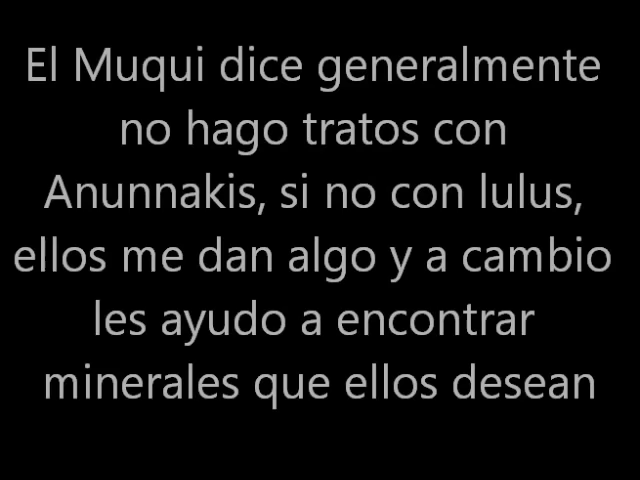 El Muqui dice generalmente
no hago tratos con
Anunnakis, si no con lulus,
ellos me dan algo y a cambio
les ayudo a encontrar
minerales que ellos desean